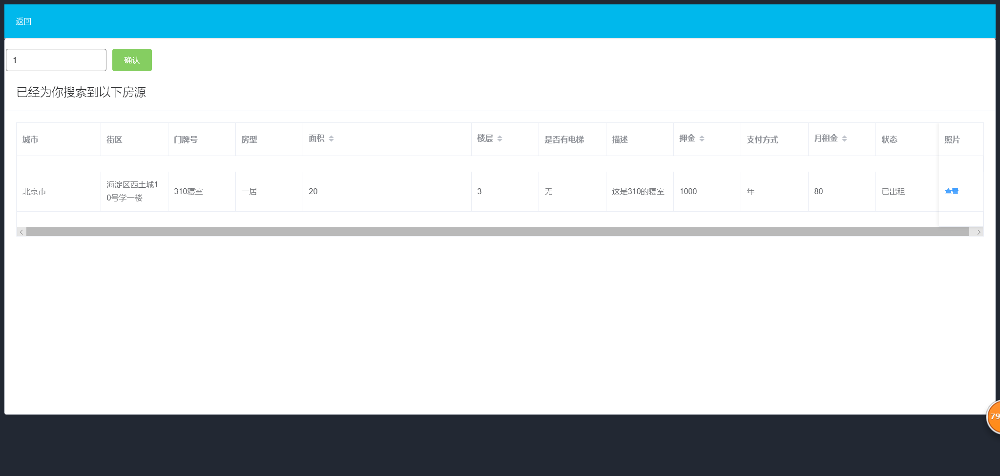 返回
1
确认
已经为你搜索到以下房源
城市 街区 门牌号 房型 面积 楼层 是否有电梯 描述 押金 支付方式 月租金 状态 照片
北京市 海淀区西土城1 310寝室 一居 20 3 无 这是310的寝室 1000 年 80 已出租 查看
0号学一楼
79